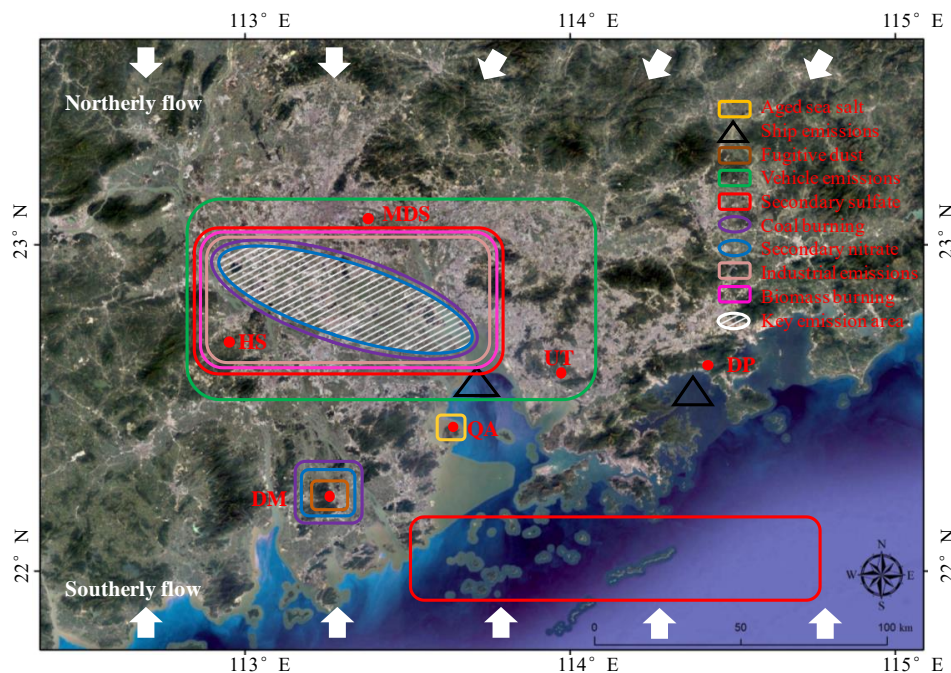 113° E 114° E 115° E
Northerly flow
Aged sea salt
Ship emissions
Fugitive dust
Vehicle emissions
Secondary sulfate
Coal burning
Secondary nitrate
Industrial emissions
Biomass burning
Key emission area
MDS
23° N 23° N
HS
UT
DP
QA
DM
22° N 22° N
Southerly flow
N
W E
S
0 50 100 km
113° E 114° E 115° E